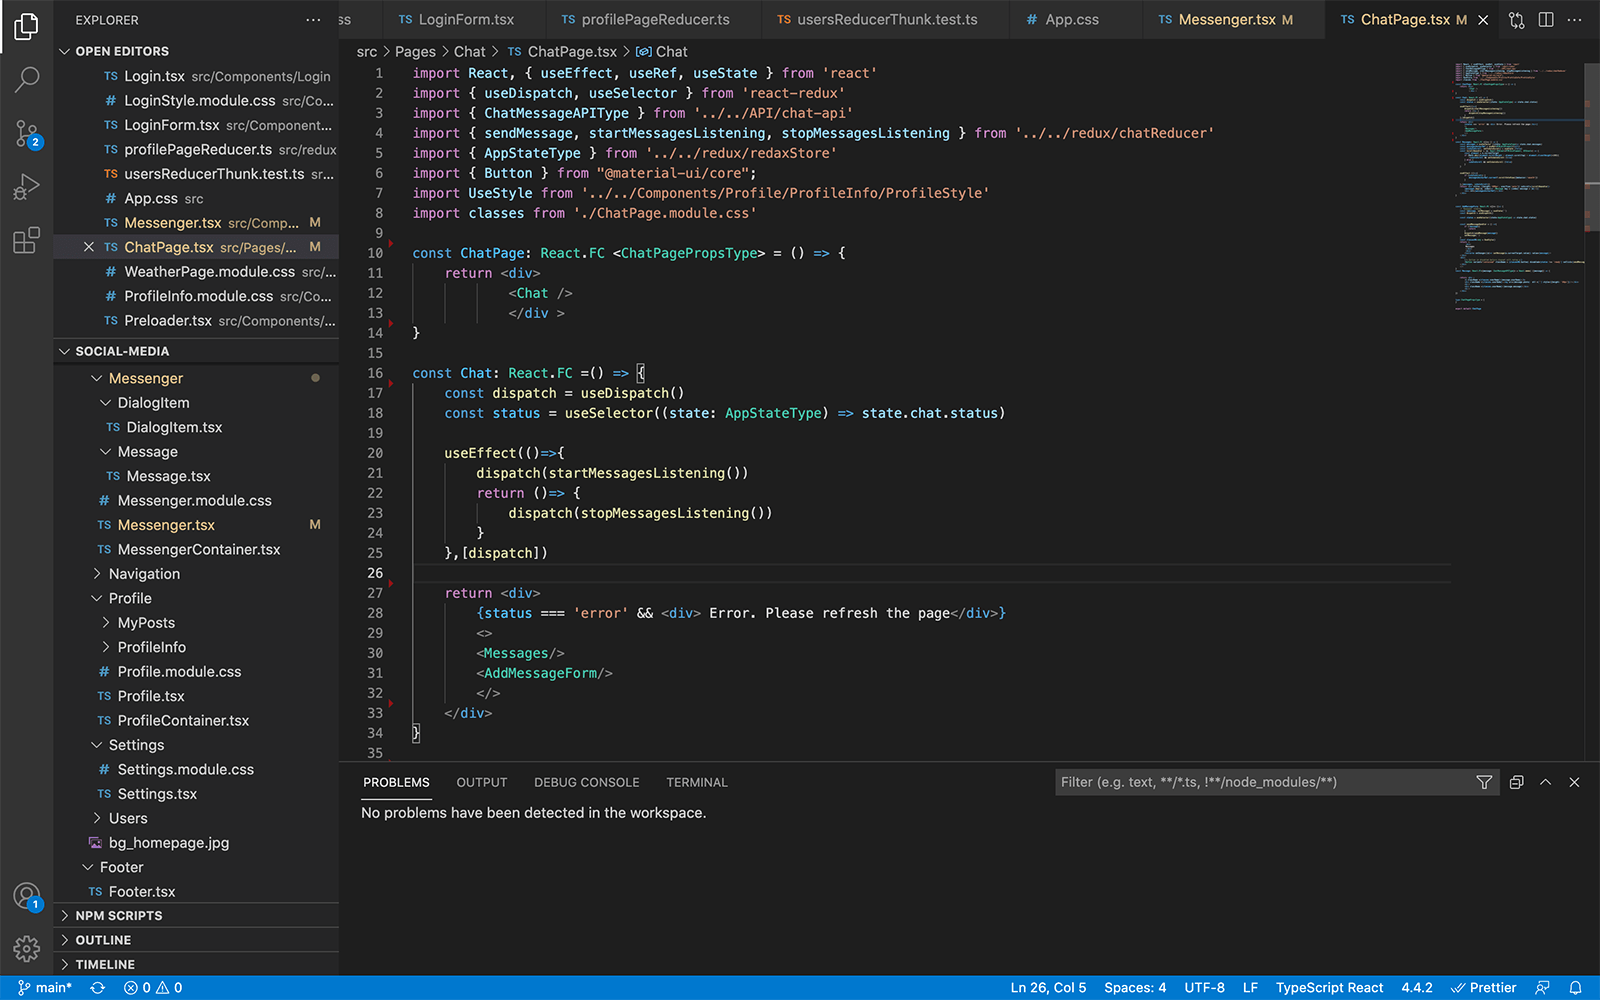 EXPLORER
OPEN EDITORS
TS Login.tsx src/Components/Login
# LoginStyle.module.css src/Co...
TS LoginForm.tsx src/Component...
TS profilePageReducer.ts src/redux
TS usersReducerThunk.test.ts sr...
# App.css src
TS Messenger.tsx src/Comp... M
TS ChatPage.tsx src/Pages/... M
# WeatherPage.module.css src/...
# ProfileInfo.module.css src/Co...
TS Preloader.tsx src/Components/...
SOCIAL-MEDIA
Messenger
DialogItem
TS DialogItem.tsx
Message
TS Message.tsx
# Messenger.module.css
TS Messenger.tsx M
TS MessengerContainer.tsx
Navigation
Profile
MyPosts
ProfileInfo
# Profile.module.css
TS Profile.tsx
TS ProfileContainer.tsx
Settings
# Settings.module.css
TS Settings.tsx
Users
bg_homepage.jpg
Footer
TS Footer.tsx
NPM SCRIPTS
OUTLINE
TIMELINE
2
1
ss TS LoginForm.tsx TS profilePageReducer.ts TS usersReducerThunk.test.ts # App.css TS Messenger.tsx M TS ChatPage.tsx M
src > Pages > Chat > TS ChatPage.tsx > Chat
1 import React, { useEffect, useRef, useState } from 'react'
2 import { useDispatch, useSelector } from 'react-redux'
3 import { ChatMessageAPIType } from '../../API/chat-api'
4 import { sendMessage, startMessagesListening, stopMessagesListening } from '../../redux/chatReducer'
5 import { AppStateType } from '../../redux/redaxStore'
6 import { Button } from "@material-ui/core";
7 import UseStyle from '../../Components/Profile/ProfileInfo/ProfileStyle'
8 import classes from './ChatPage.module.css'
9
10 const ChatPage: React.FC <ChatPagePropsType> = () => {
11 return <div>
12 <Chat />
13 </div >
14 }
15
16 const Chat: React.FC =() => {
17 const dispatch = useDispatch()
18 const status = useSelector((state: AppStateType) => state.chat.status)
19
20 useEffect(()=>{
21 dispatch(startMessagesListening())
22 return ()=> {
23 dispatch(stopMessagesListening())
24 }
25 },[dispatch])
26
27 return <div>
28 {status === 'error' && <div> Error. Please refresh the page</div>}
29 <>
30 <Messages/>
31 <AddMessageForm/>
32 </>
33 </div>
34 }
35
PROBLEMS OUTPUT DEBUG CONSOLE TERMINAL Filter (e.g. text, **/*.ts, !**/node_modules/**)
No problems have been detected in the workspace.
main* 0 0 Ln 26, Col 5 Spaces: 4 UTF-8 LF TypeScript React 4.4.2 Prettier